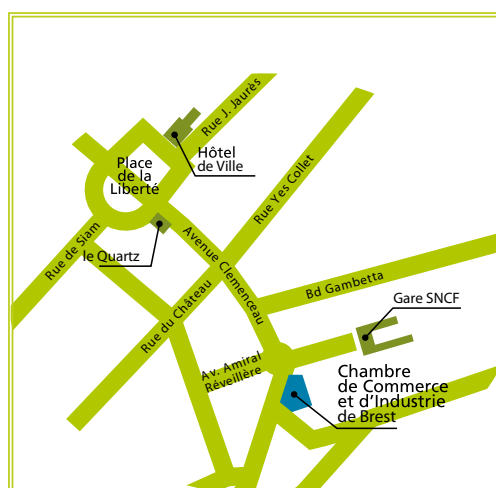 Rue J. Jaurès
Hôtel
de Ville
Place
de la
Liberté
Rue Yes Collet
Rue de Siam
le Quartz
Avenue Clemenceau
Bd Gambetta
Rue du Château
Gare SNCF
Av. Amiral
Réveillère
Chambre
de Commerce
et d'Industrie
de Brest